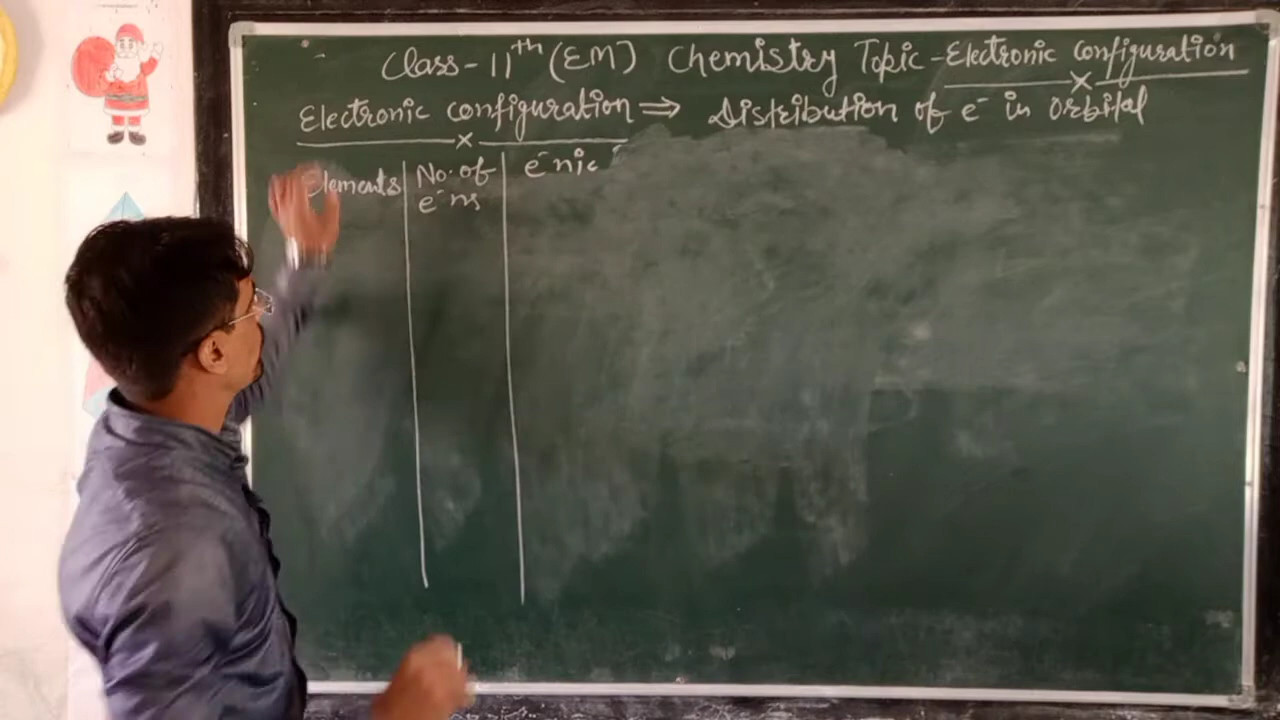 Class - 11th (EM) Chemistry Topic - Electronic configuration
Electronic configuration ⇒ Distribution of e⁻ in orbital
Elements No. of e⁻nic
e⁻ns